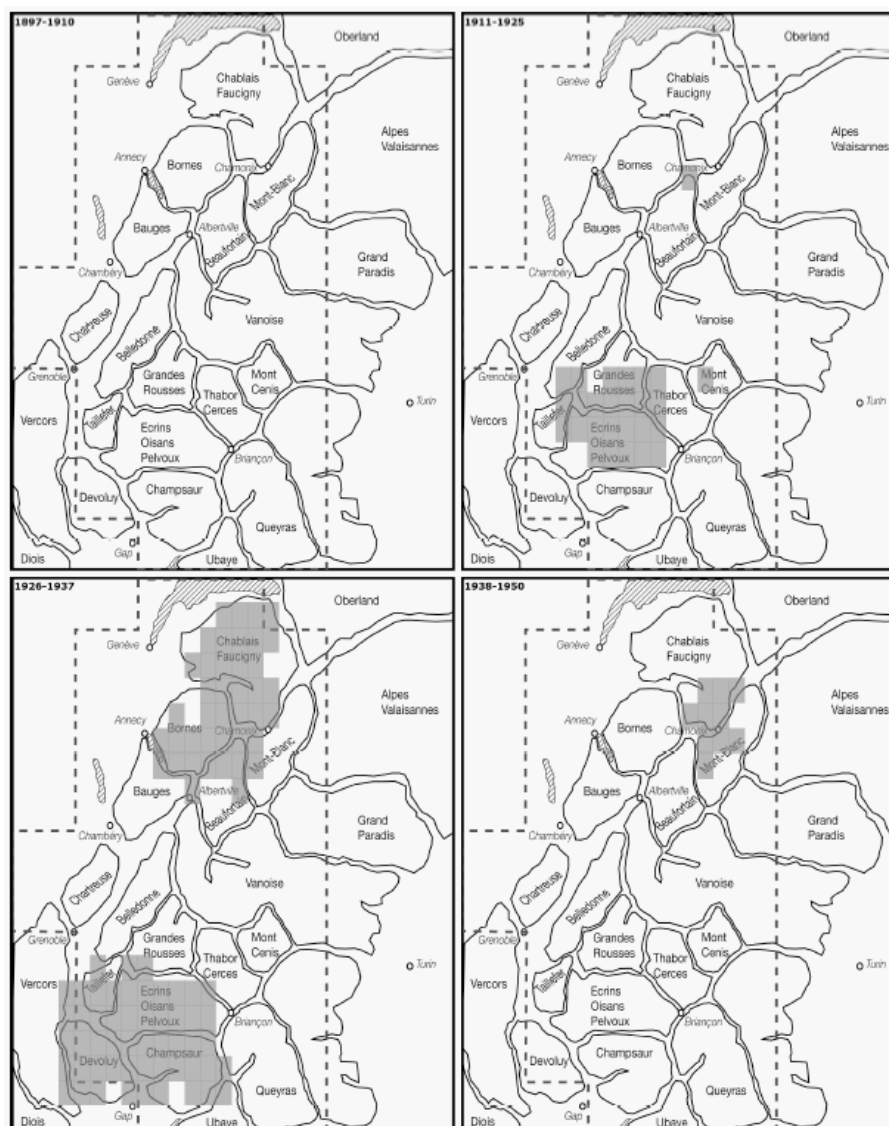 1897-1910
Oberland
Genève
Chablais
Faucigny
Alpes
Valaisannes
Annecy
Bornes
Chamonix
Mont-Blanc
Bauges
Albertville
Beaufortain
Grand
Paradis
Chambéry
Chartreuse
Vanoise
Belledonne
Grenoble
Grandes
Rousses
Mont
Cenis
Thabor
Cerces
Turin
Vercors
Taillefer
Ecrins
Oisans
Pelvoux
Briançon
Devoluy
Champsaur
Queyras
Gap
Diois
Ubaye
1911-1925
Oberland
Genève
Chablais
Faucigny
Alpes
Valaisannes
Annecy
Bornes
Chamonix
Mont-Blanc
Bauges
Albertville
Beaufortain
Grand
Paradis
Chambéry
Chartreuse
Vanoise
Belledonne
Grenoble
Grandes
Rousses
Mont
Cenis
Thabor
Cerces
Turin
Vercors
Taillefer
Ecrins
Oisans
Pelvoux
Briançon
Devoluy
Champsaur
Queyras
Gap
Diois
Ubaye
1926-1937
Oberland
Genève
Chablais
Faucigny
Alpes
Valaisannes
Annecy
Bornes
Chamonix
Mont-Blanc
Bauges
Albertville
Beaufortain
Grand
Paradis
Chambéry
Chartreuse
Vanoise
Belledonne
Grenoble
Grandes
Rousses
Mont
Cenis
Thabor
Cerces
Turin
Vercors
Taillefer
Ecrins
Oisans
Pelvoux
Briançon
Devoluy
Champsaur
Queyras
Gap
Diois
Ubaye
1938-1950
Oberland
Genève
Chablais
Faucigny
Alpes
Valaisannes
Annecy
Bornes
Chamonix
Mont-Blanc
Bauges
Albertville
Beaufortain
Grand
Paradis
Chambéry
Chartreuse
Vanoise
Belledonne
Grenoble
Grandes
Rousses
Mont
Cenis
Thabor
Cerces
Turin
Vercors
Taillefer
Ecrins
Oisans
Pelvoux
Briançon
Devoluy
Champsaur
Queyras
Gap
Diois
Ubaye